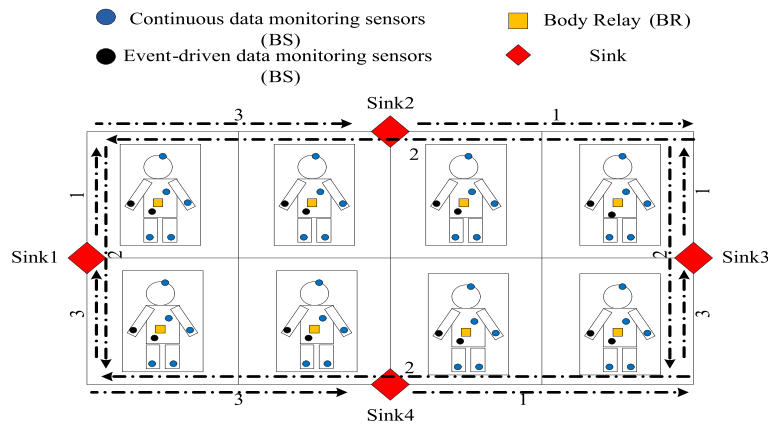 Continuous data monitoring sensors
(BS)
Body Relay (BR)
Event-driven data monitoring sensors
(BS)
Sink
Sink2
3
1
2
1
1
Sink1
2
2
Sink3
3
3
2
3
1
Sink4